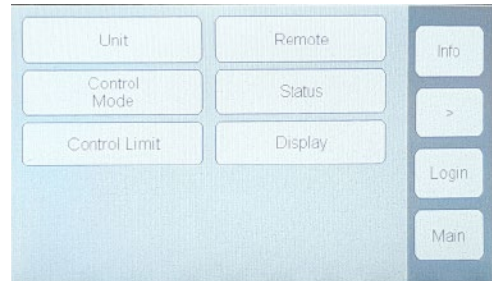 Unit
Remote
Info
Control
Mode
Status
>
Control Limit
Display
Login
Main